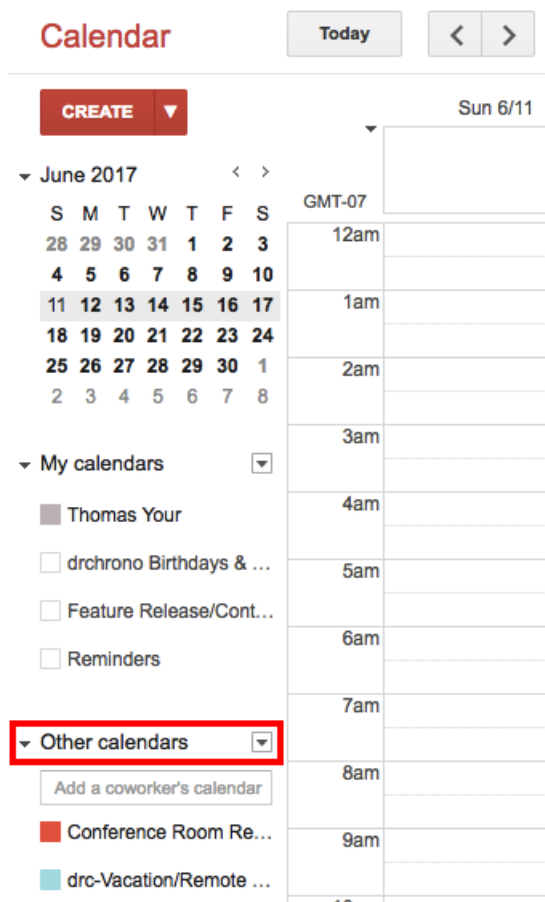 Calendar
Today
CREATE
Sun 6/11
June 2017
S M T W T F S
28 29 30 31 1 2 3
4 5 6 7 8 9 10
11 12 13 14 15 16 17
18 19 20 21 22 23 24
25 26 27 28 29 30 1
2 3 4 5 6 7 8
My calendars
Thomas Your
drchrono Birthdays & ...
Feature Release/Cont...
Reminders
Other calendars
Add a coworker's calendar
Conference Room Re...
drc-Vacation/Remote ...
GMT-07
12am
1am
2am
3am
4am
5am
6am
7am
8am
9am